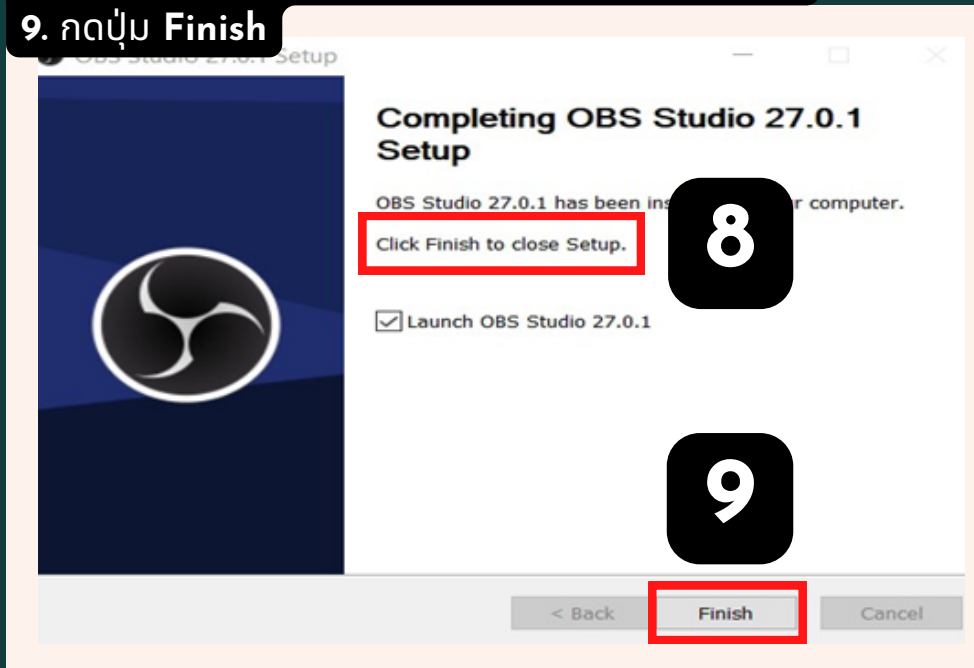 9. กดปุ่ม Finish
OBS Studio 27.0.1 Setup
Completing OBS Studio 27.0.1
Setup
OBS Studio 27.0.1 has been ins r computer.
Click Finish to close Setup.
8
Launch OBS Studio 27.0.1
9
< Back Finish Cancel